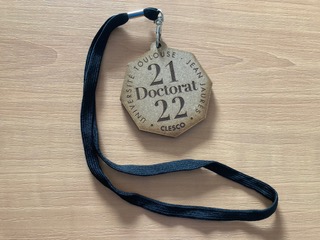 UNIVERSITÉ TOULOUSE - JEAN JAURÈS
21
Doctorat
22
CLESCO